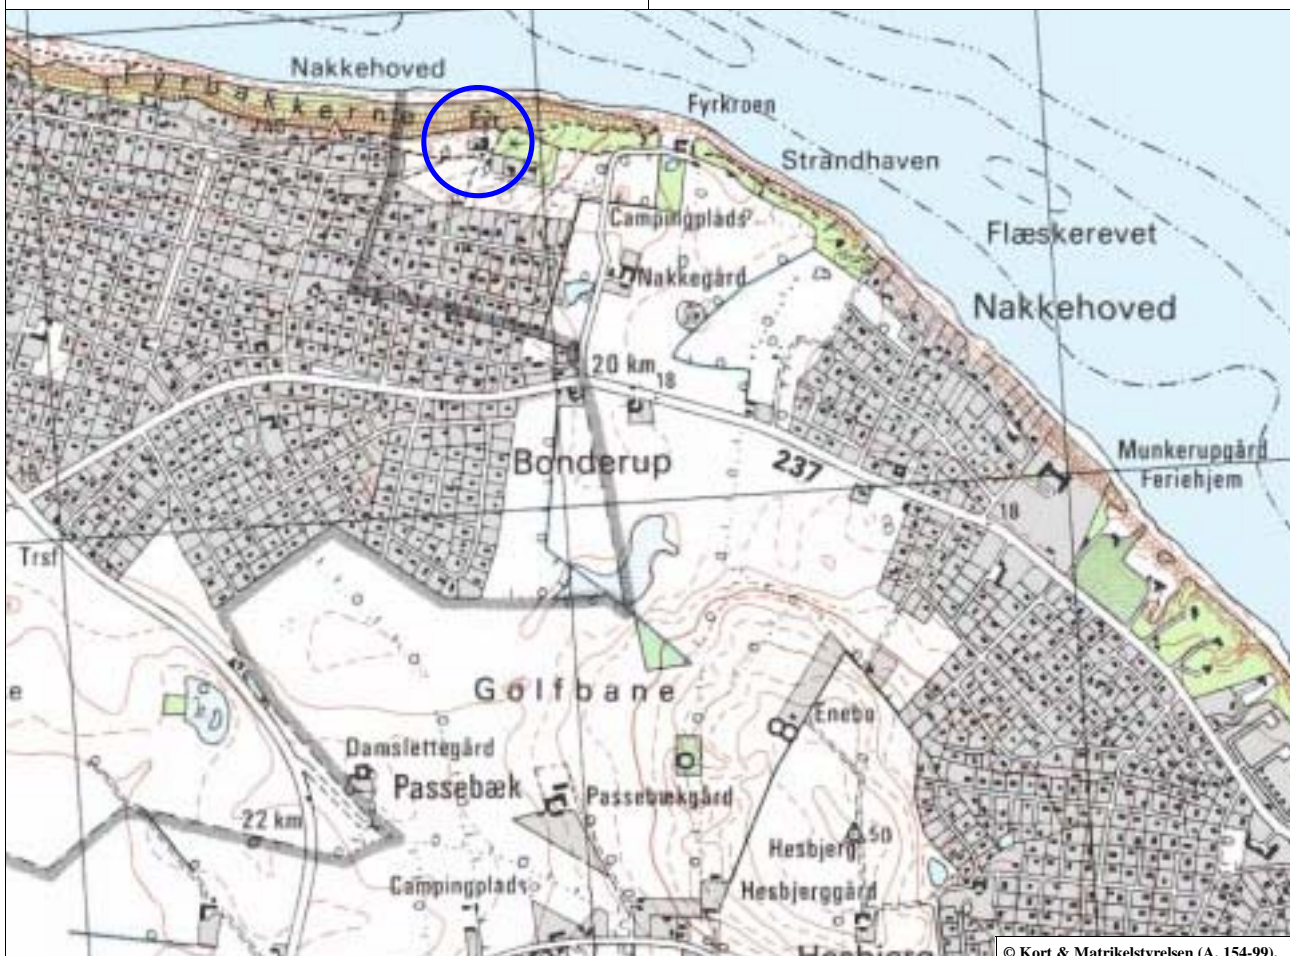 Nakkehoved
Fyrbakkerne
Fyr
Fyrkroen
Strandhaven
Campingplads
Flæskerevet
Nakkegård
Nakkehoved
20 km
18
Bonderup
237
Munkerupgård
Feriehjem
18
Trsf
e
Golfbane
Enebo
Damslettegård
Passebæk
Passebækgård
22 km
50
Hesbjerg
Campingplads
Hesbjerggård
Hesbjerg
© Kort & Matrikelstyrelsen (A. 154-99).